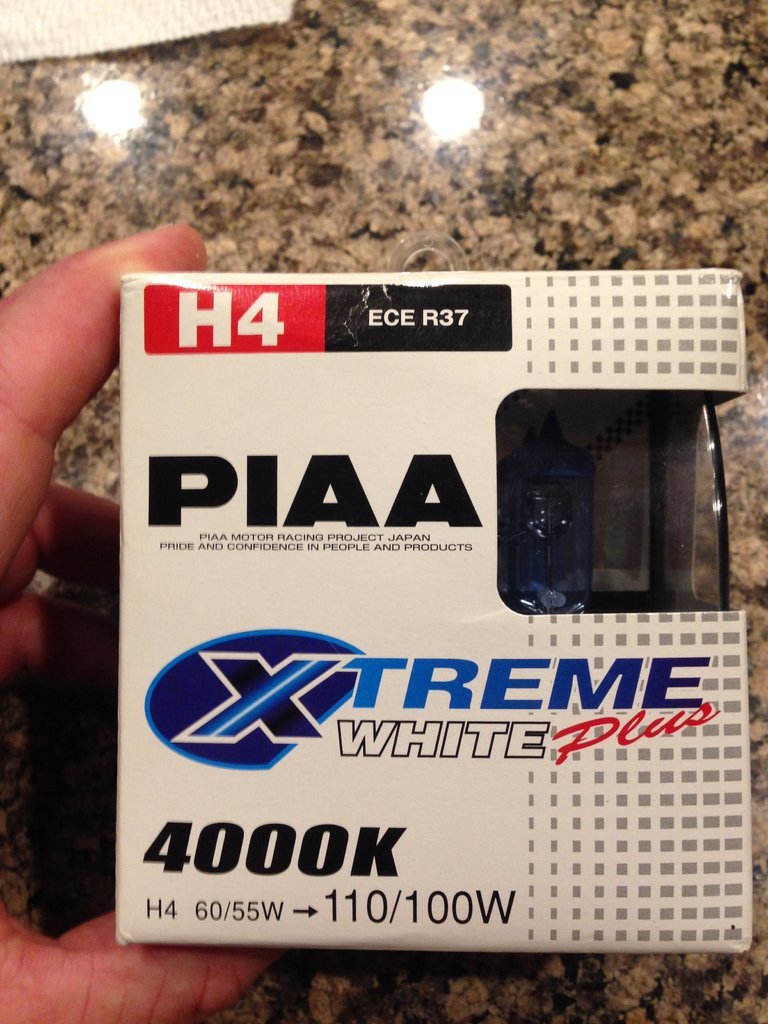 H4 ECE R37
PIAA
PIAA MOTOR RACING PROJECT JAPAN
PRIDE AND CONFIDENCE IN PEOPLE AND PRODUCTS
XTREME
WHITE Plus
4000K
H4 60/55W → 110/100W